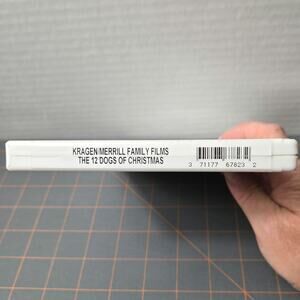 KRAGEN/MERRILL FAMILY FILMS
THE 12 DOGS OF CHRISTMAS
3 71177 67823 2